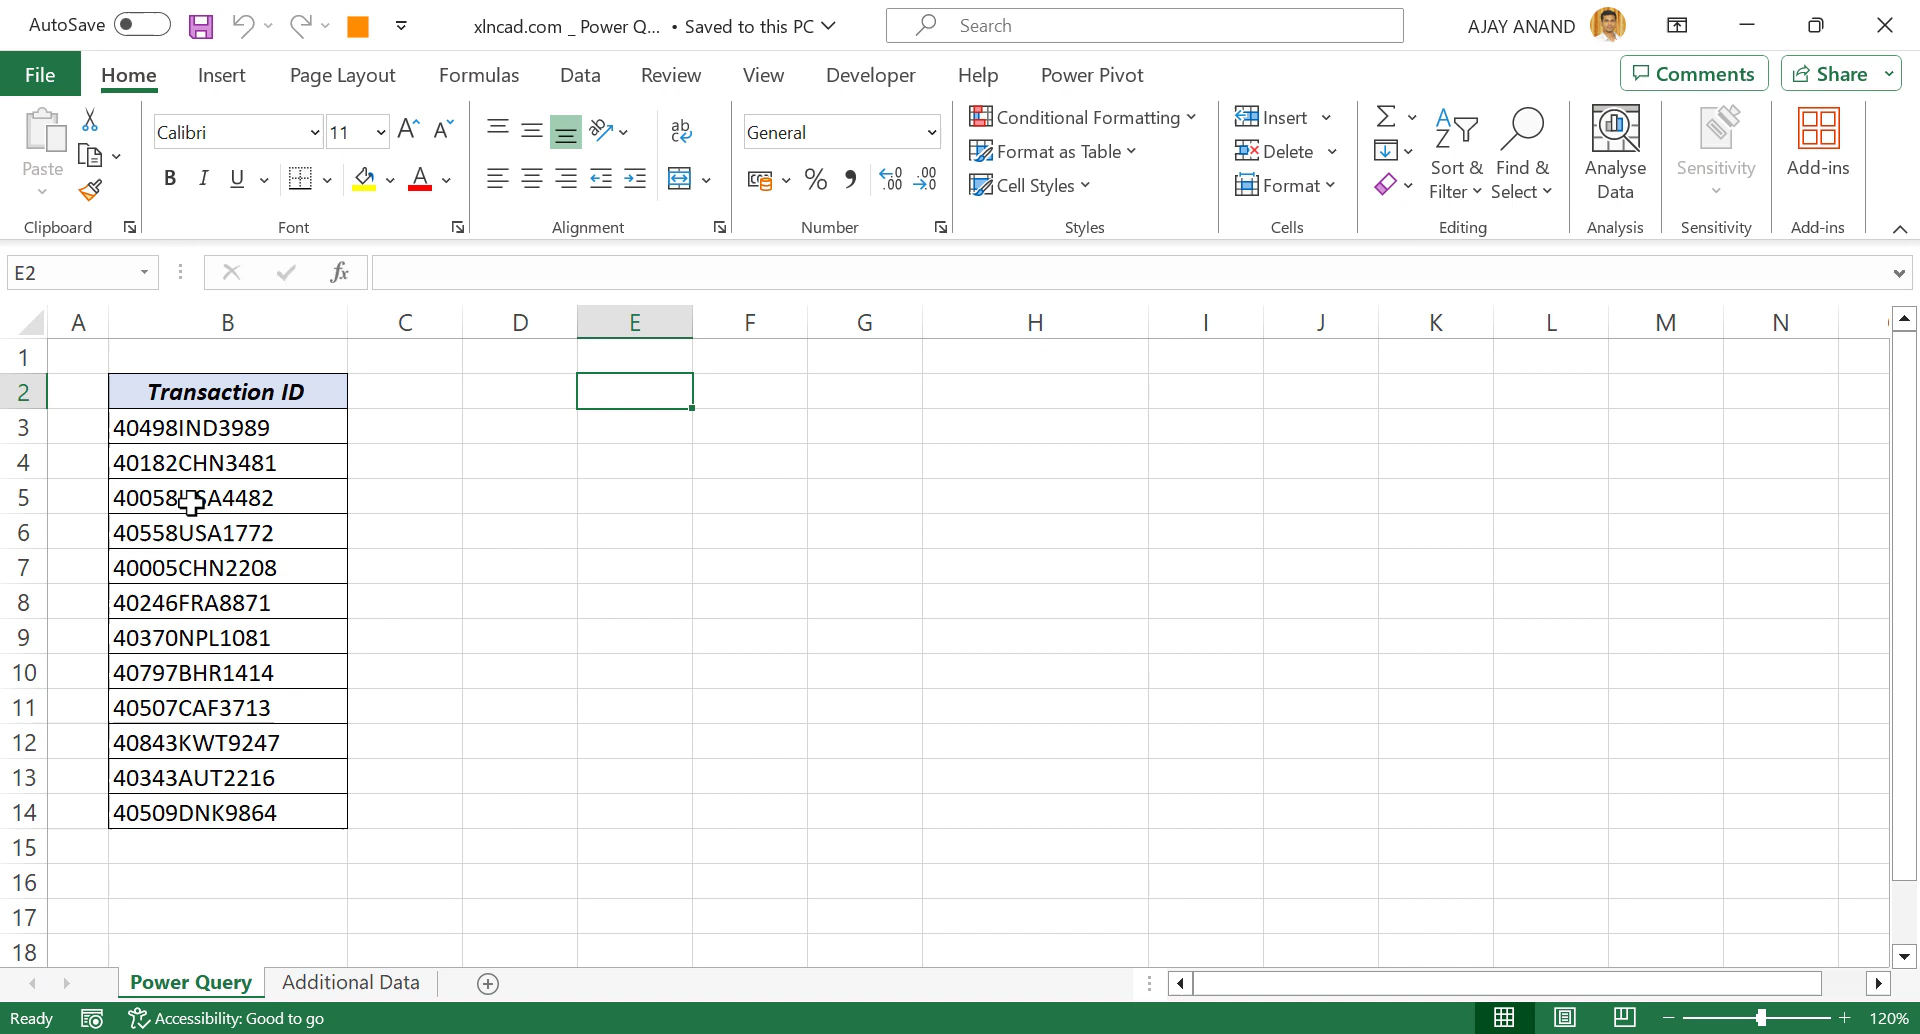 AutoSave xlncad.com _ Power Q... • Saved to this PC Search AJAY ANAND
File Home Insert Page Layout Formulas Data Review View Developer Help Power Pivot Comments Share
Calibri 11 General Conditional Formatting Insert
Paste Format as Table Delete Sort & Filter Find & Select Analyse Data Sensitivity Add-ins
B I U A % Cell Styles Format
Clipboard Font Alignment Number Styles Cells Editing Analysis Sensitivity Add-ins
E2 fx
A B C D E F G H I J K L M N
1
2 Transaction ID
3 40498IND3989
4 40182CHN3481
5 40058USA4482
6 40558USA1772
7 40005CHN2208
8 40246FRA8871
9 40370NPL1081
10 40797BHR1414
11 40507CAF3713
12 40843KWT9247
13 40343AUT2216
14 40509DNK9864
15
16
17
18
Power Query Additional Data
Ready Accessibility: Good to go 120%